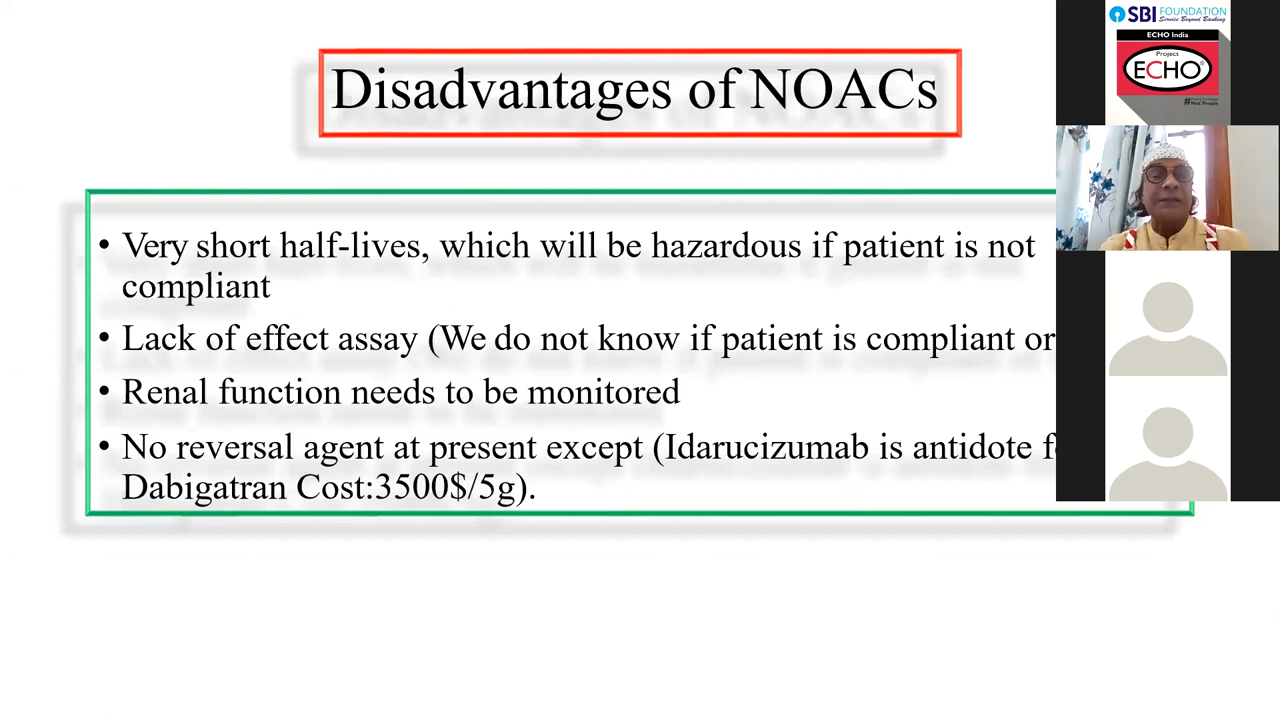 Disadvantages of NOACs
• Very short half-lives, which will be hazardous if patient is not
compliant
• Lack of effect assay (We do not know if patient is compliant or
• Renal function needs to be monitored
• No reversal agent at present except (Idarucizumab is antidote
Dabigatran Cost:3500$/5g).
SBI FOUNDATION
Service Beyond Banking
ECHO India
Project
ECHO®